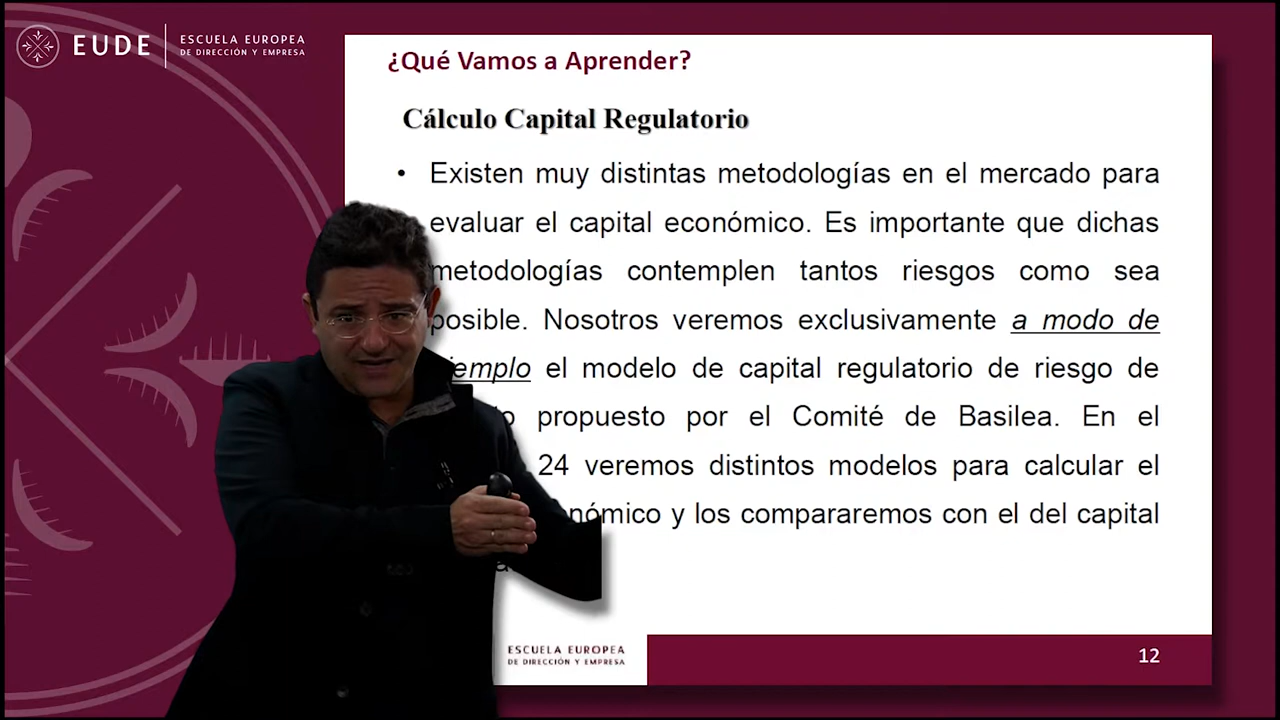 EUDE
ESCUELA EUROPEA
DE DIRECCIÓN Y EMPRESA
¿Qué Vamos a Aprender?
Cálculo Capital Regulatorio
• Existen muy distintas metodologías en el mercado para
evaluar el capital económico. Es importante que dichas
metodologías contemplen tantos riesgos como sea
posible. Nosotros veremos exclusivamente a modo de
emplo el modelo de capital regulatorio de riesgo de
propuesto por el Comité de Basilea. En el
24 veremos distintos modelos para calcular el
nómico y los compararemos con el del capital
ESCUELA EUROPEA
DE DIRECCIÓN Y EMPRESA
12